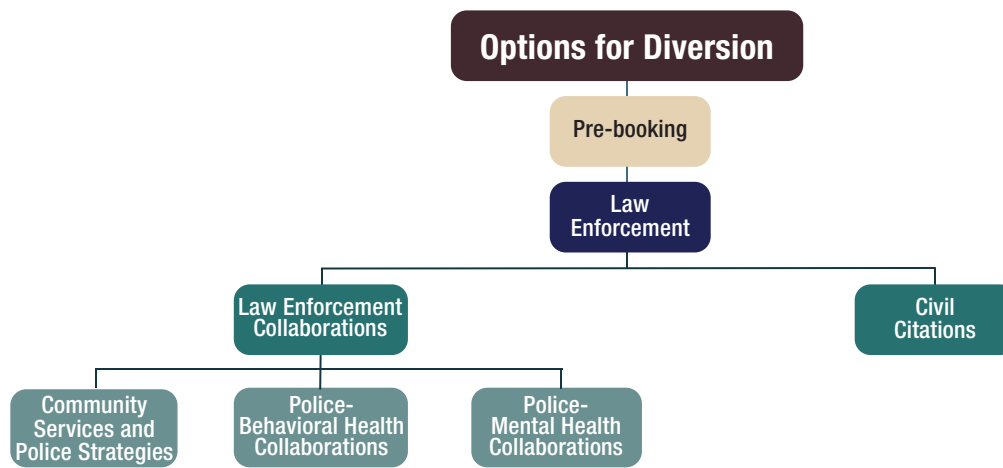 Options for Diversion
Pre-booking
Law
Enforcement
Law Enforcement
Collaborations
Civil
Citations
Community
Services and
Police Strategies
Police-
Behavioral Health
Collaborations
Police-
Mental Health
Collaborations